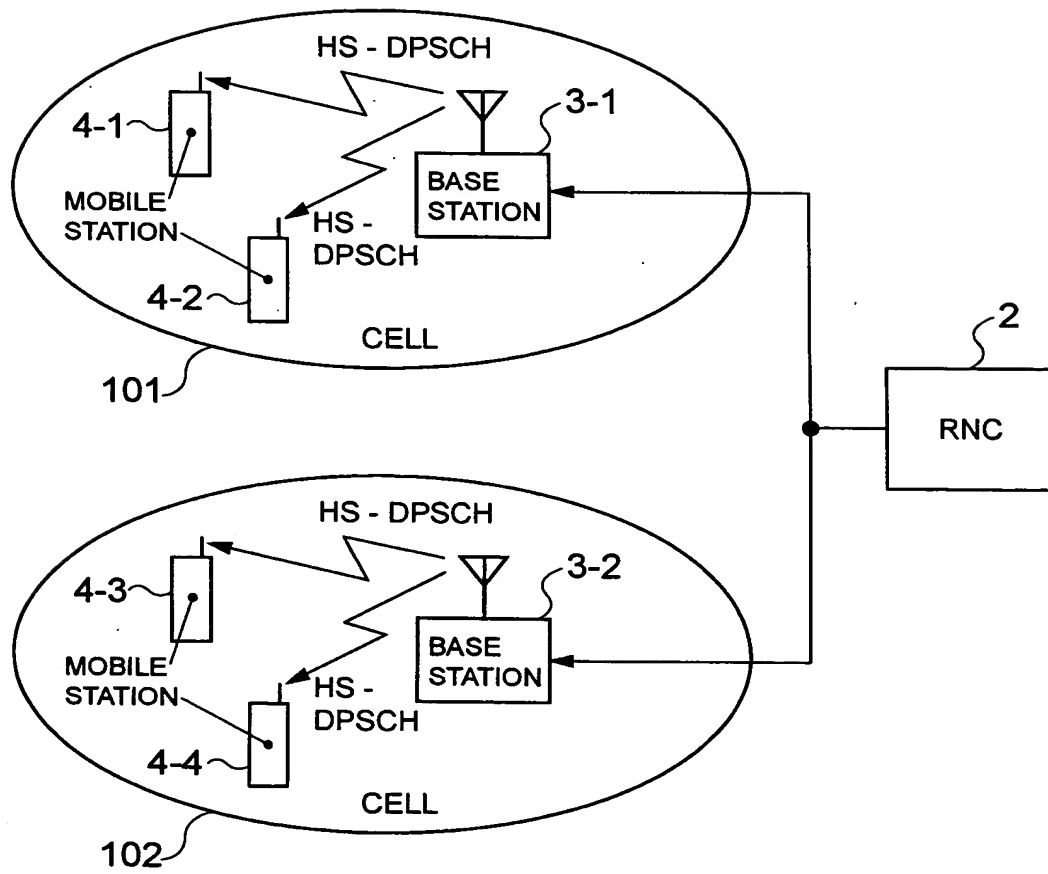 HS - DPSCH
3-1
4-1
BASE
STATION
MOBILE
STATION
HS -
DPSCH
4-2
CELL
101
2
RNC
HS - DPSCH
3-2
4-3
BASE
STATION
MOBILE
STATION
HS -
DPSCH
4-4
CELL
102